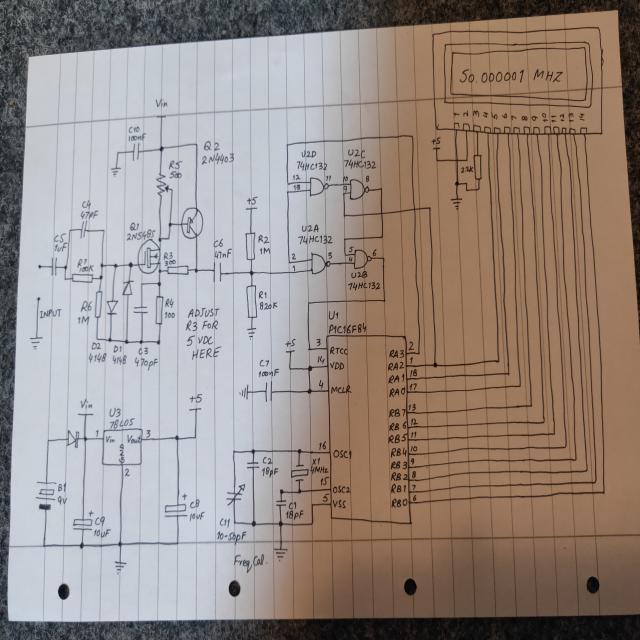 50.000001 MHZ
1 2 3 4 5 6 7 8 9 10 11 12 13 14
+5
Vin
C10
100nF
R5
500
Q2
2N4403
U2D
74HC132
U2C
74HC132
12
13
11
10
9
8
C4
47pF
C5
Q1
2N5485
R7
100K
R3
C6
47nF
+5
R2
1M
U2A
74HC132
1
2
3
5
4
6
U2B
74HC132
INPUT
R6
1M
D2
4148
D1
4148
C3
470pF
R4
100
ADJUST
R3 FOR
5 VDC
HERE
R1
820K
U1
PIC16F84
+5
3
RTCC
14
VDD
4
MCLR
C7
100nF
RA3
2
RA2
1
RA1
18
RA0
17
RB7
13
RB6
12
RB5
11
RB4
10
RB3
9
RB2
8
RB1
7
RB0
6
16
OSC1
15
OSC2
5
VSS
Vin
U3
78L05
+5
1
Vin
Vout
3
2
B1
9V
C9
10uF
C8
10uF
C2
18pF
X1
4MHz
C1
18pF
C11
10-50pF
Freq.Cal.